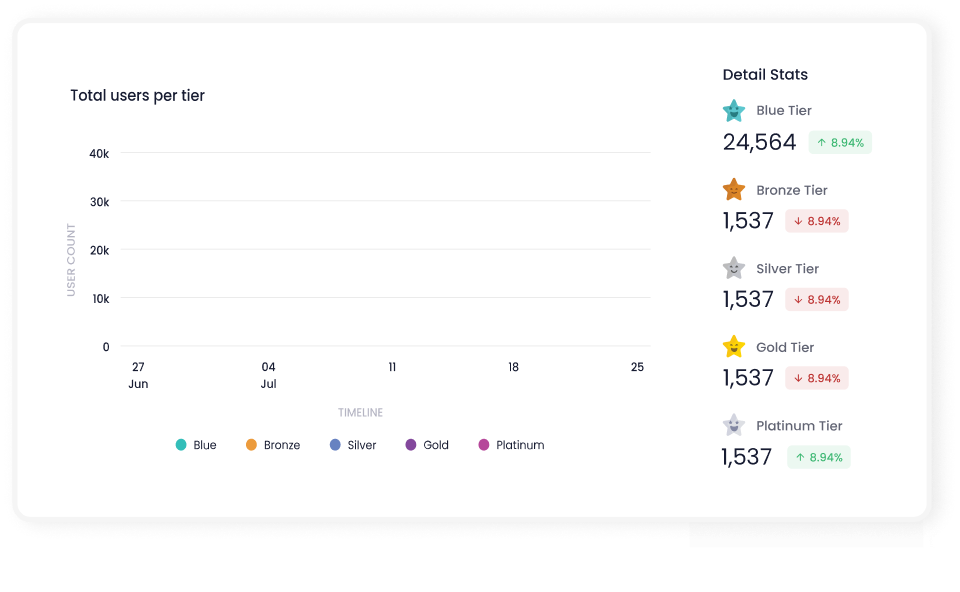 Total users per tier
USER COUNT
40k
30k
20k
10k
0
27 Jun
04 Jul
11
18
25
TIMELINE
Blue
Bronze
Silver
Gold
Platinum
Detail Stats
Blue Tier
24,564 ↑ 8.94%
Bronze Tier
1,537 ↓ 8.94%
Silver Tier
1,537 ↓ 8.94%
Gold Tier
1,537 ↓ 8.94%
Platinum Tier
1,537 ↑ 8.94%